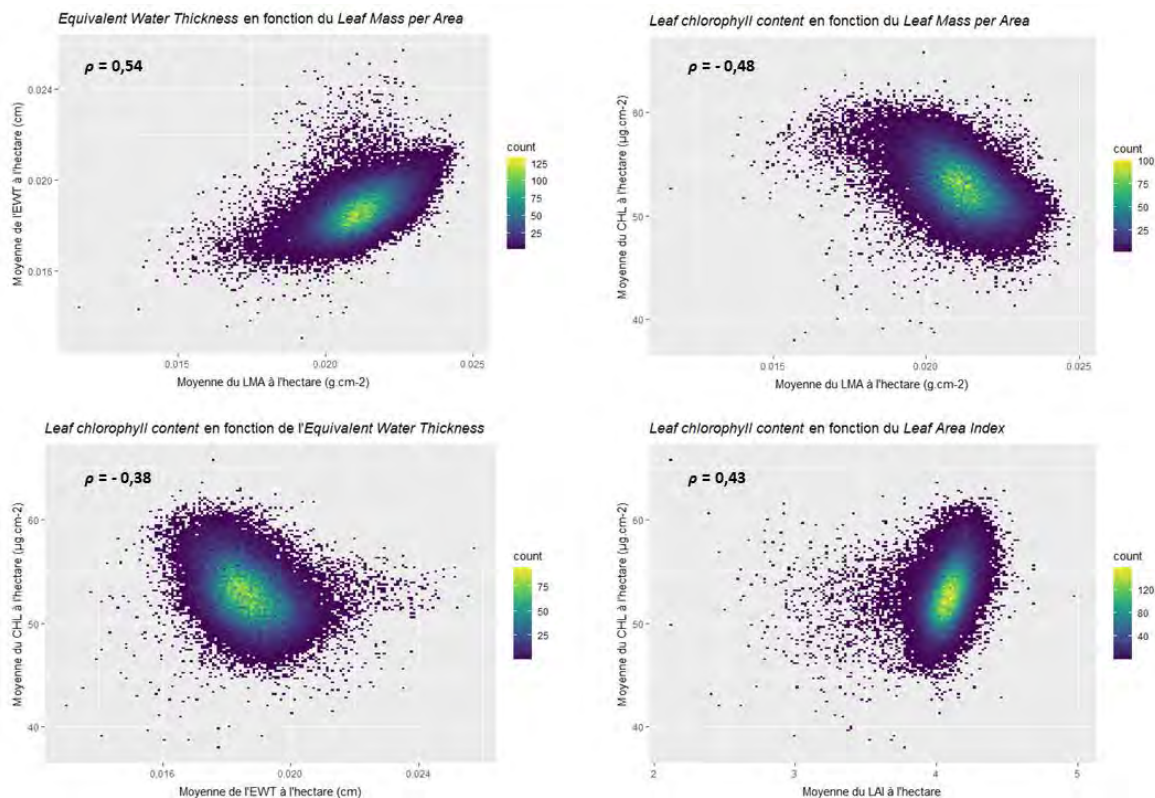 Equivalent Water Thickness en fonction du Leaf Mass per Area
ρ = 0,54
Moyenne de l'EWT à l'hectare (cm)
0.024
0.020
0.015
0.015
0.020
0.025
Moyenne du LMA à l'hectare (g.cm-2)
count
125
100
75
50
25
Leaf chlorophyll content en fonction du Leaf Mass per Area
ρ = - 0,48
Moyenne du CHL à l'hectare (µg.cm-2)
60
50
40
0.015
0.020
0.025
Moyenne du LMA à l'hectare (g.cm-2)
count
100
75
50
25
Leaf chlorophyll content en fonction de l'Equivalent Water Thickness
ρ = - 0,38
Moyenne du CHL à l'hectare (µg.cm-2)
60
50
40
0.016
0.020
0.024
Moyenne de l'EWT à l'hectare (cm)
count
75
50
25
Leaf chlorophyll content en fonction du Leaf Area Index
ρ = 0,43
Moyenne du CHL à l'hectare (µg.cm-2)
60
50
40
2
3
4
5
Moyenne du LAI à l'hectare
count
120
80
40